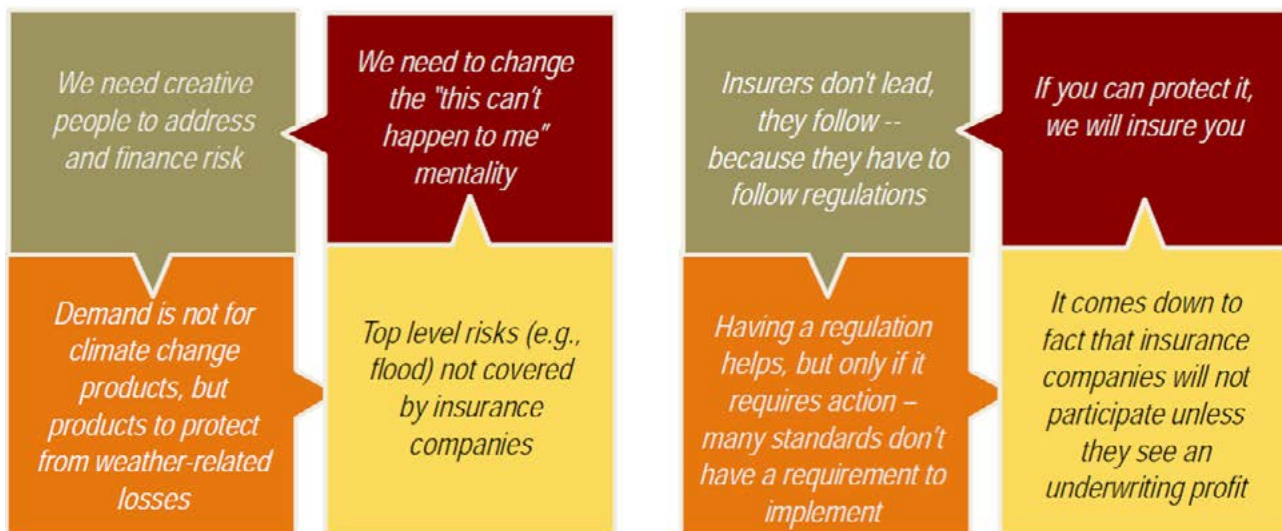 We need creative
people to address
and finance risk
We need to change
the "this can't
happen to me"
mentality
Demand is not for
climate change
products, but
products to protect
from weather-related
losses
Top level risks (e.g.,
flood) not covered
by insurance
companies
Insurers don't lead,
they follow --
because they have to
follow regulations
If you can protect it,
we will insure you
Having a regulation
helps, but only if it
requires action –
many standards don't
have a requirement to
implement
It comes down to
fact that insurance
companies will not
participate unless
they see an
underwriting profit